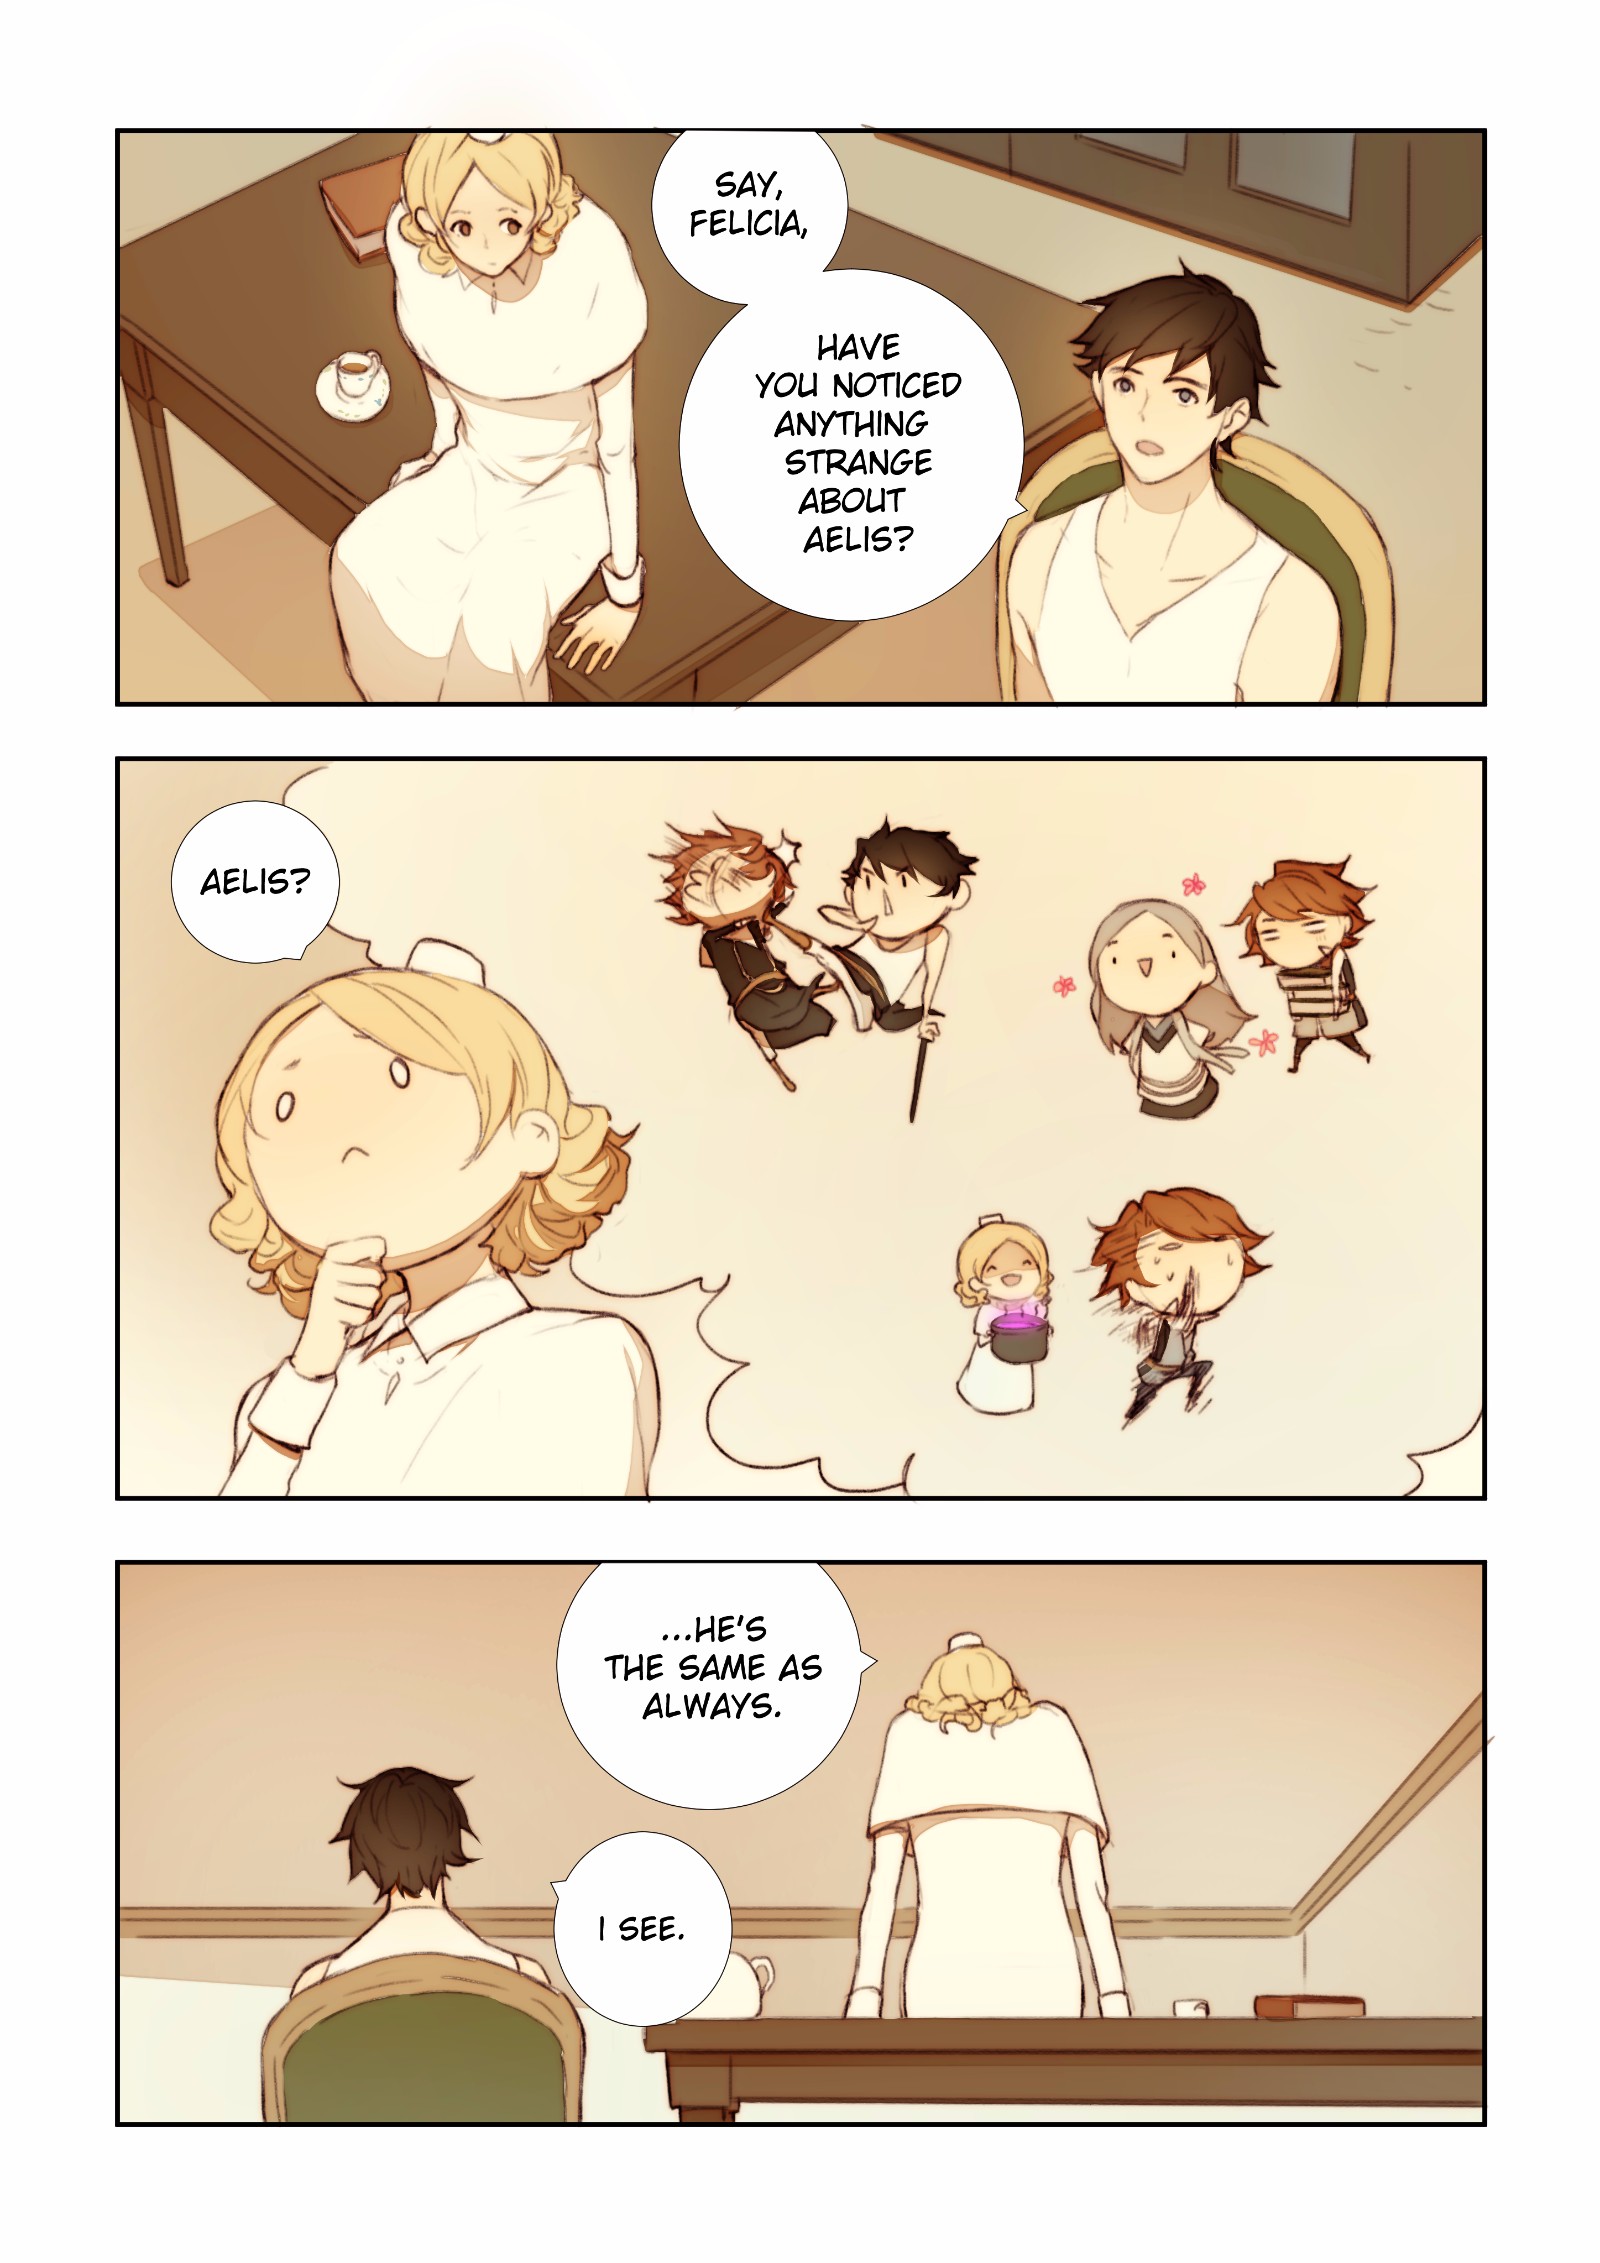 SAY,
FELICIA,
HAVE
YOU NOTICED
ANYTHING
STRANGE
ABOUT
AELIS?
AELIS?
...HE'S
THE SAME AS
ALWAYS.
I SEE.